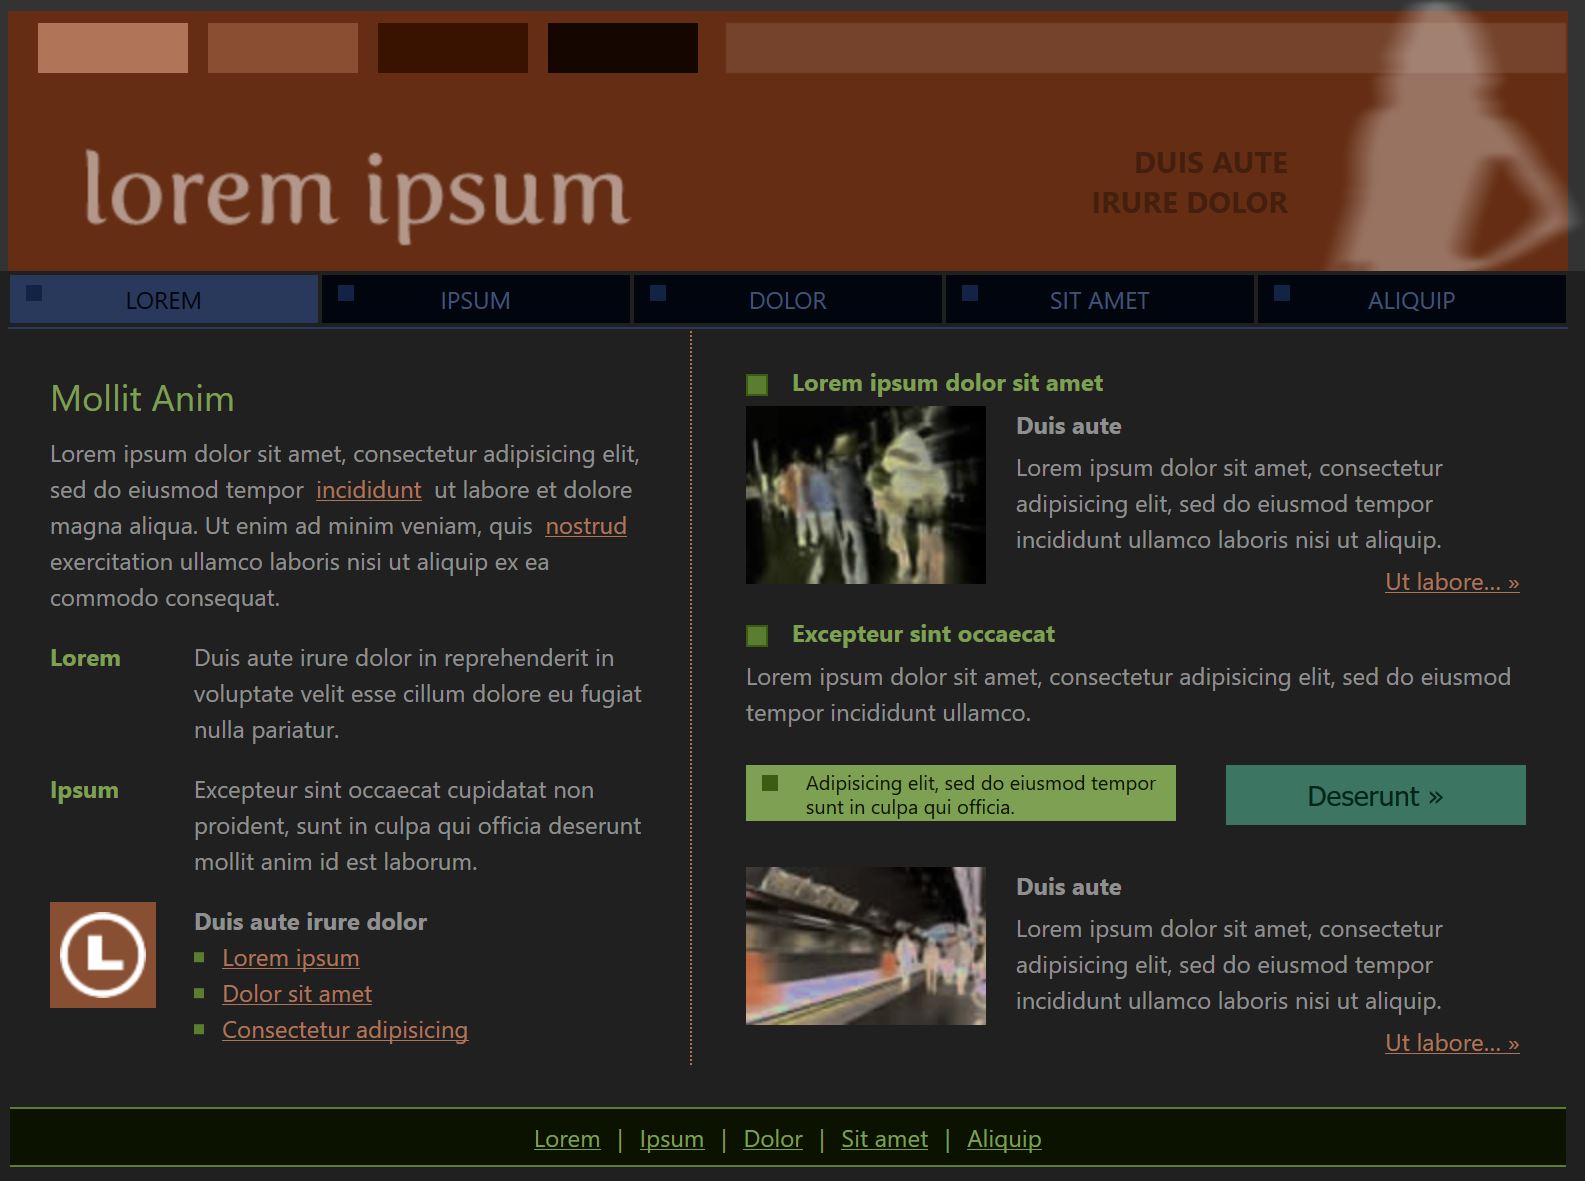 lorem ipsum
DUIS AUTE
IRURE DOLOR
LOREM
IPSUM
DOLOR
SIT AMET
ALIQUIP
Mollit Anim
Lorem ipsum dolor sit amet, consectetur adipisicing elit,
sed do eiusmod tempor incididunt ut labore et dolore
magna aliqua. Ut enim ad minim veniam, quis nostrud
exercitation ullamco laboris nisi ut aliquip ex ea
commodo consequat.
Lorem
Duis aute irure dolor in reprehenderit in
voluptate velit esse cillum dolore eu fugiat
nulla pariatur.
Ipsum
Excepteur sint occaecat cupidatat non
proident, sunt in culpa qui officia deserunt
mollit anim id est laborum.
L
Duis aute irure dolor
Lorem ipsum
Dolor sit amet
Consectetur adipisicing
Lorem ipsum dolor sit amet
Duis aute
Lorem ipsum dolor sit amet, consectetur
adipisicing elit, sed do eiusmod tempor
incididunt ullamco laboris nisi ut aliquip.
Ut labore... »
Excepteur sint occaecat
Lorem ipsum dolor sit amet, consectetur adipisicing elit, sed do eiusmod
tempor incididunt ullamco.
Adipisicing elit, sed do eiusmod tempor
sunt in culpa qui officia.
Deserunt »
Duis aute
Lorem ipsum dolor sit amet, consectetur
adipisicing elit, sed do eiusmod tempor
incididunt ullamco laboris nisi ut aliquip.
Ut labore... »
Lorem | Ipsum | Dolor | Sit amet | Aliquip